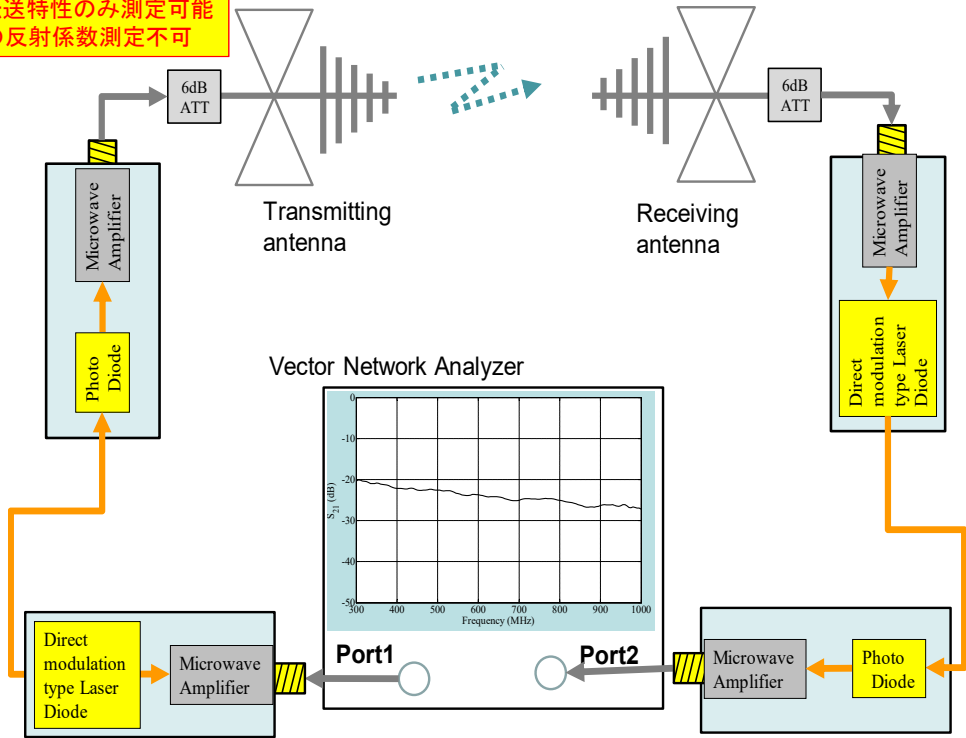 送特性のみ測定可能
反射係数測定不可
6dB
ATT
6dB
ATT
Transmitting
antenna
Receiving
antenna
Microwave
Amplifier
Microwave
Amplifier
Photo
Diode
Direct
modulation
type Laser
Diode
Vector Network Analyzer
0
-10
-20
-30
-40
-50
S21 (dB)
300
400
500
600
700
800
900
1000
Frequency (MHz)
Port1
Port2
Direct
modulation
type Laser
Diode
Microwave
Amplifier
Microwave
Amplifier
Photo
Diode